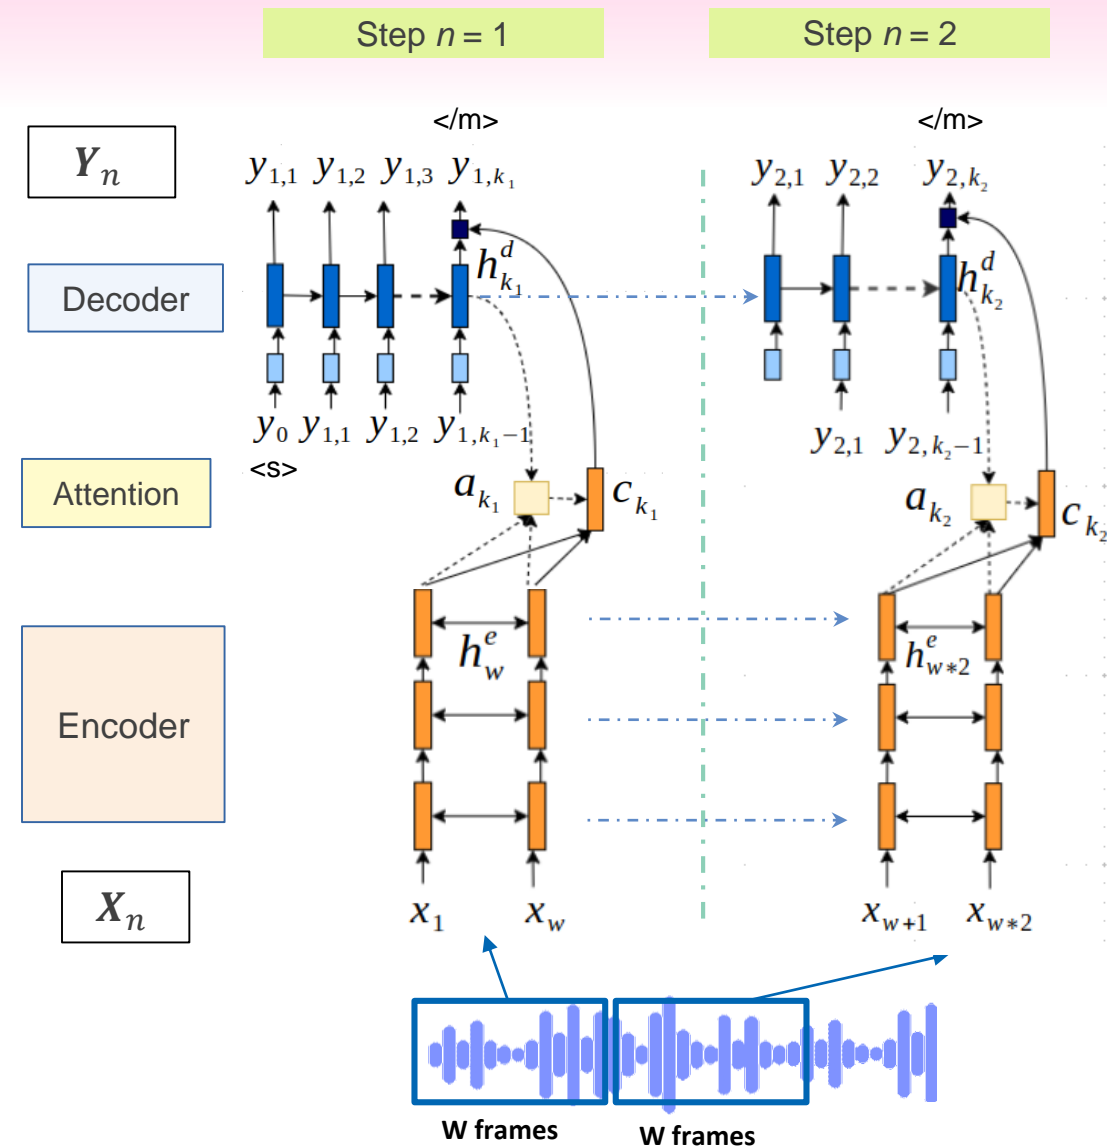 Step n = 1
Step n = 2
</m>
</m>
Y_n
y_{1,1} y_{1,2} y_{1,3} y_{1,k_1}
y_{2,1} y_{2,2} y_{2,k_2}
Decoder
h^d_{k_1}
h^d_{k_2}
y_0 y_{1,1} y_{1,2} y_{1,k_1-1}
y_{2,1} y_{2,k_2-1}
<s>
Attention
a_{k_1} c_{k_1}
a_{k_2} c_{k_2}
Encoder
h^e_w
h^e_{w*2}
X_n
x_1 x_w
x_{w+1} x_{w*2}
W frames
W frames